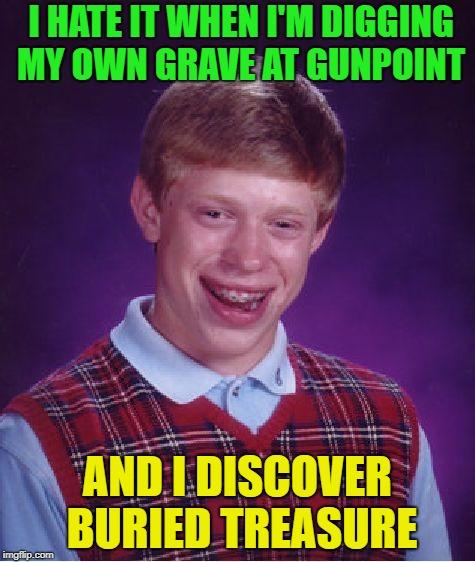 I HATE IT WHEN I'M DIGGING
MY OWN GRAVE AT GUNPOINT
AND I DISCOVER
BURIED TREASURE
imgflip.com